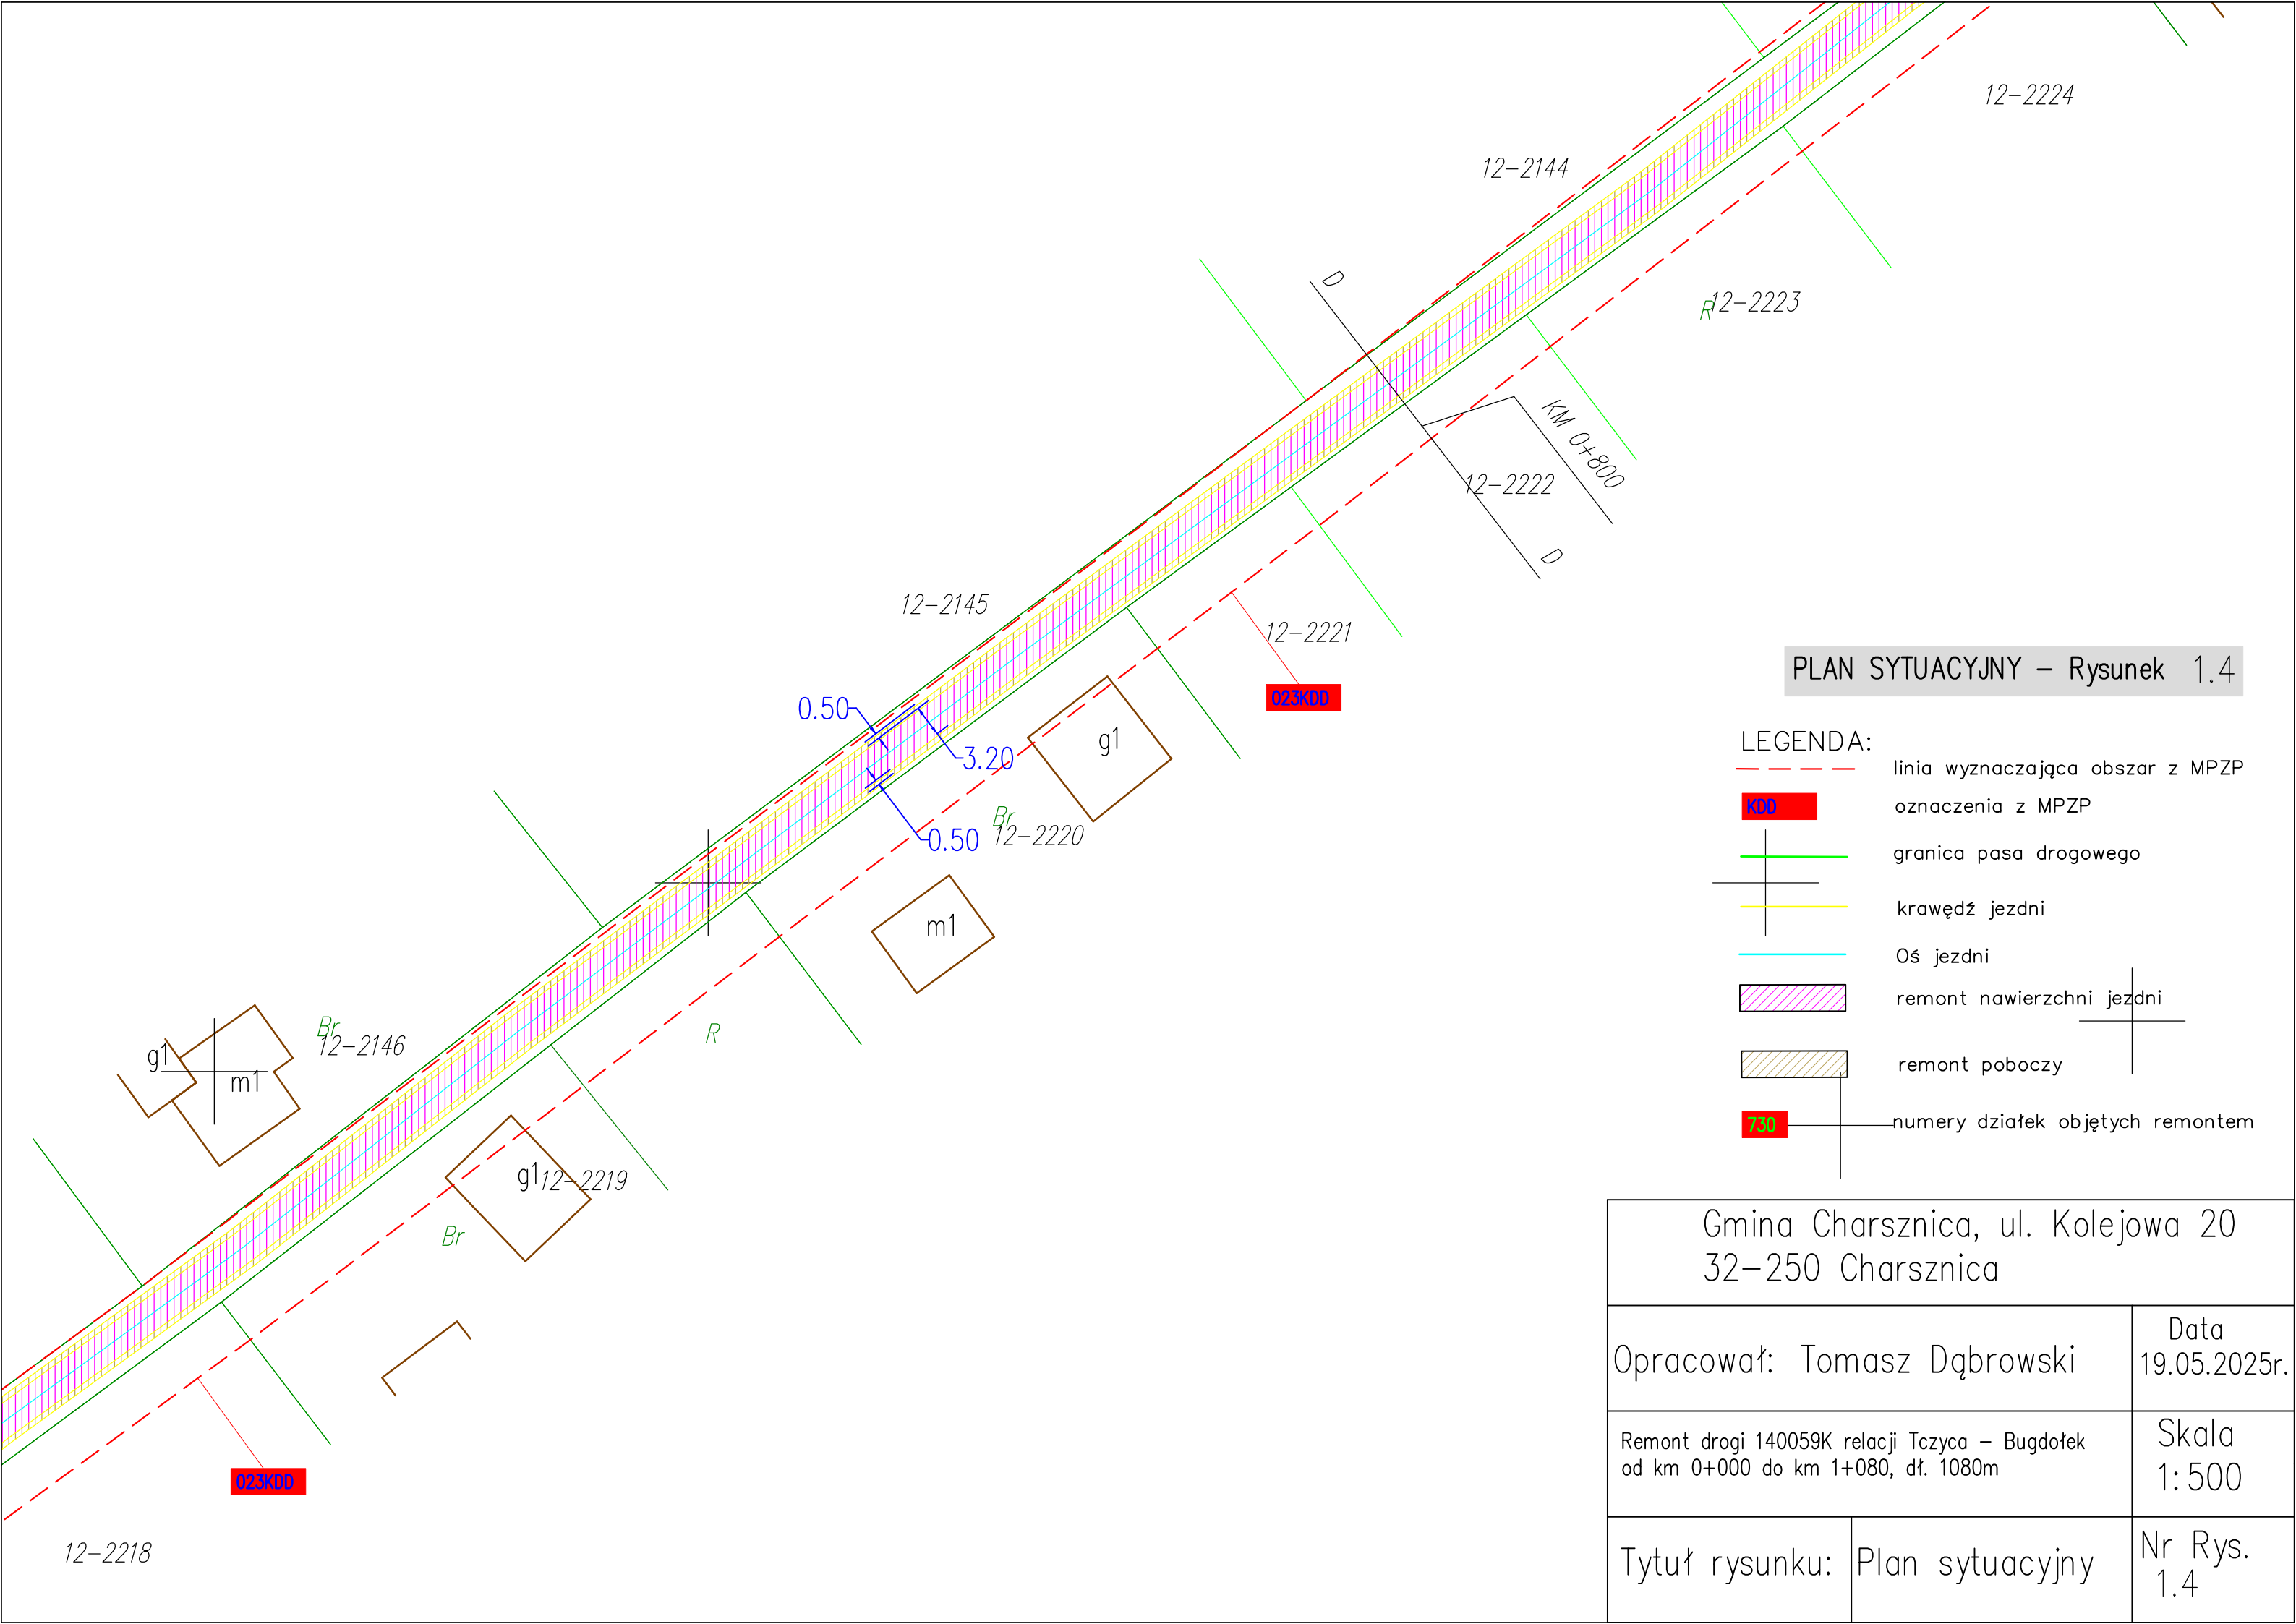 12-2224
12-2144
D
R
12-2223
KM 0+800
12-2222
D
12-2145
12-2221
023KDD
0.50
3.20
g1
Br
12-2220
0.50
m1
R
Br
12-2146
g1
m1
g1
12-2219
Br
023KDD
12-2218
PLAN SYTUACYJNY – Rysunek 1.4
LEGENDA:
linia wyznaczająca obszar z MPZP
KDD oznaczenia z MPZP
granica pasa drogowego
krawędź jezdni
Oś jezdni
remont nawierzchni jezdni
remont poboczy
730 numery działek objętych remontem
Gmina Charsznica, ul. Kolejowa 20
32-250 Charsznica
Opracował: Tomasz Dąbrowski
Data
19.05.2025r.
Remont drogi 140059K relacji Tczyca – Bugdołek
od km 0+000 do km 1+080, dł. 1080m
Skala
1:500
Tytuł rysunku: Plan sytuacyjny
Nr Rys.
1.4